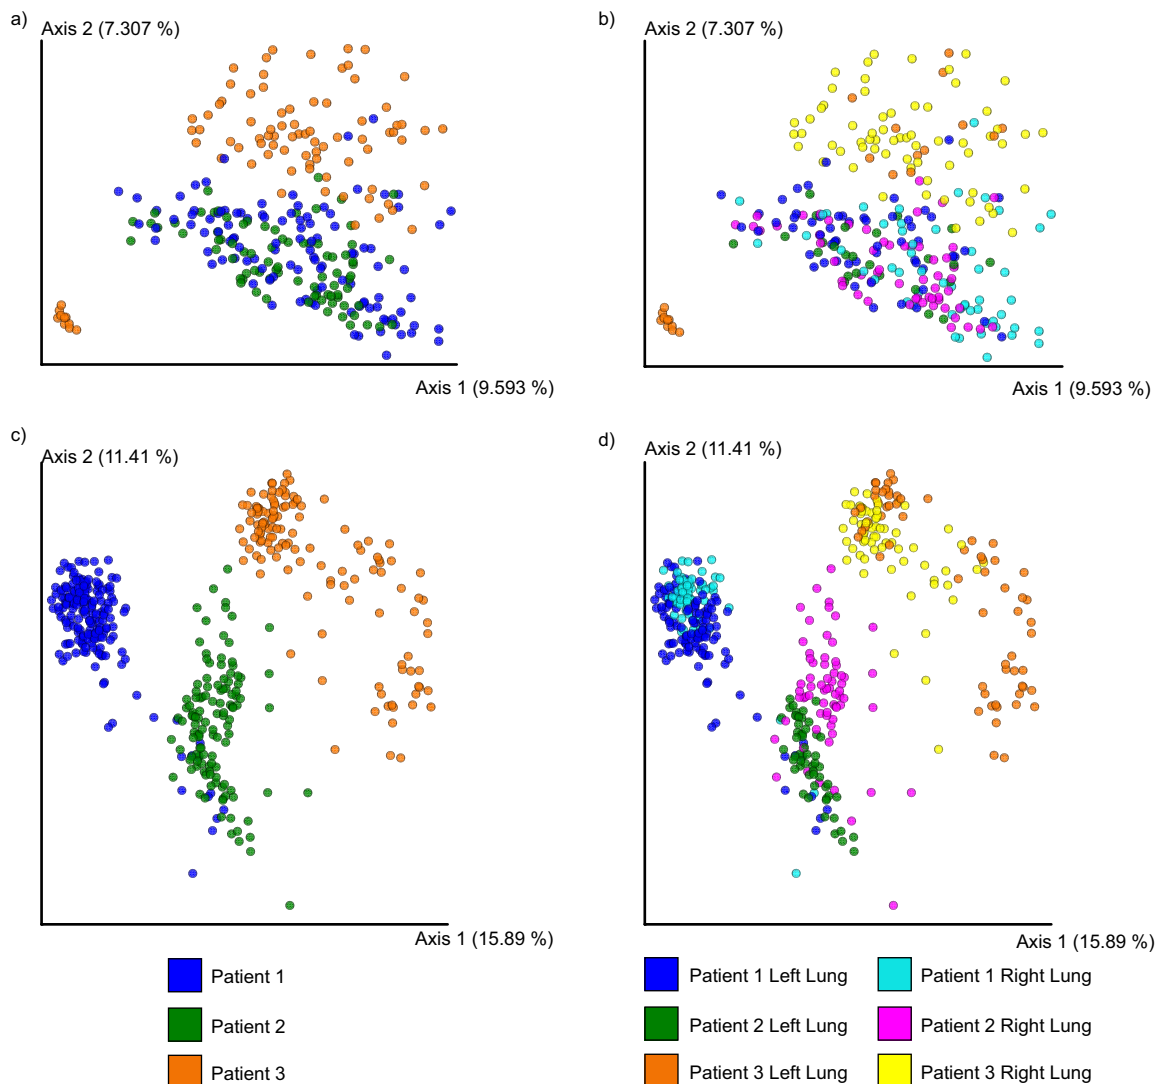 a)
Axis 2 (7.307 %)
Axis 1 (9.593 %)
b)
Axis 2 (7.307 %)
Axis 1 (9.593 %)
c)
Axis 2 (11.41 %)
Axis 1 (15.89 %)
d)
Axis 2 (11.41 %)
Axis 1 (15.89 %)
Patient 1
Patient 2
Patient 3
Patient 1 Left Lung
Patient 1 Right Lung
Patient 2 Left Lung
Patient 2 Right Lung
Patient 3 Left Lung
Patient 3 Right Lung